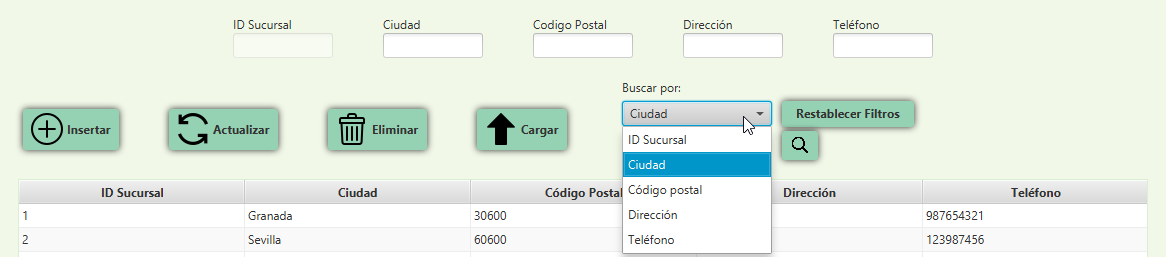 ID Sucursal Ciudad Codigo Postal Dirección Teléfono
Buscar por:
Insertar Actualizar Eliminar Cargar Ciudad Restablecer Filtros
ID Sucursal
Ciudad
Código postal
Dirección
Teléfono
ID Sucursal Ciudad Código Postal Dirección Teléfono
1 Granada 30600 987654321
2 Sevilla 60600 123987456